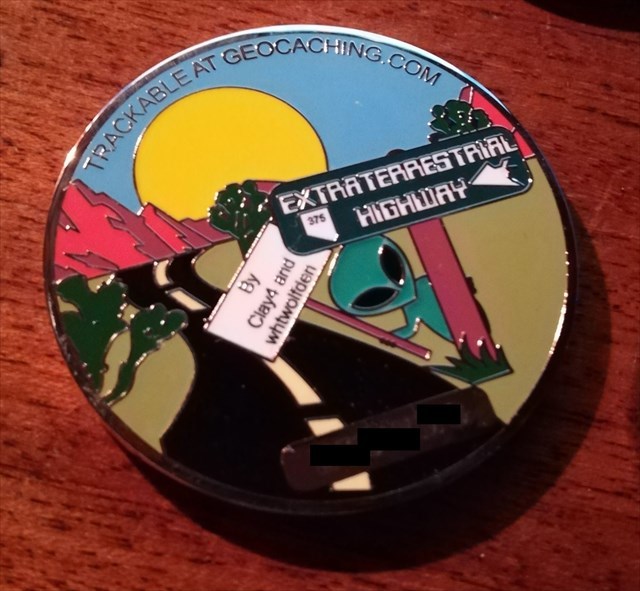 TRACKABLE AT GEOCACHING.COM
EXTRATERRESTRIAL
HIGHWAY
375
By
Clay4 and
whtwolfden